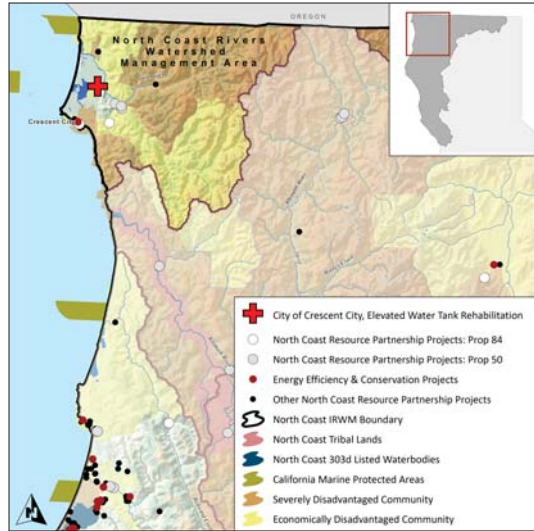 OREGON
North Coast Rivers
Watershed
Management Area
Crescent City
City of Crescent City, Elevated Water Tank Rehabilitation
North Coast Resource Partnership Projects: Prop 84
North Coast Resource Partnership Projects: Prop 50
Energy Efficiency & Conservation Projects
Other North Coast Resource Partnership Projects
North Coast IRWM Boundary
North Coast Tribal Lands
North Coast 303d Listed Waterbodies
California Marine Protected Areas
Severely Disadvantaged Community
Economically Disadvantaged Community
N